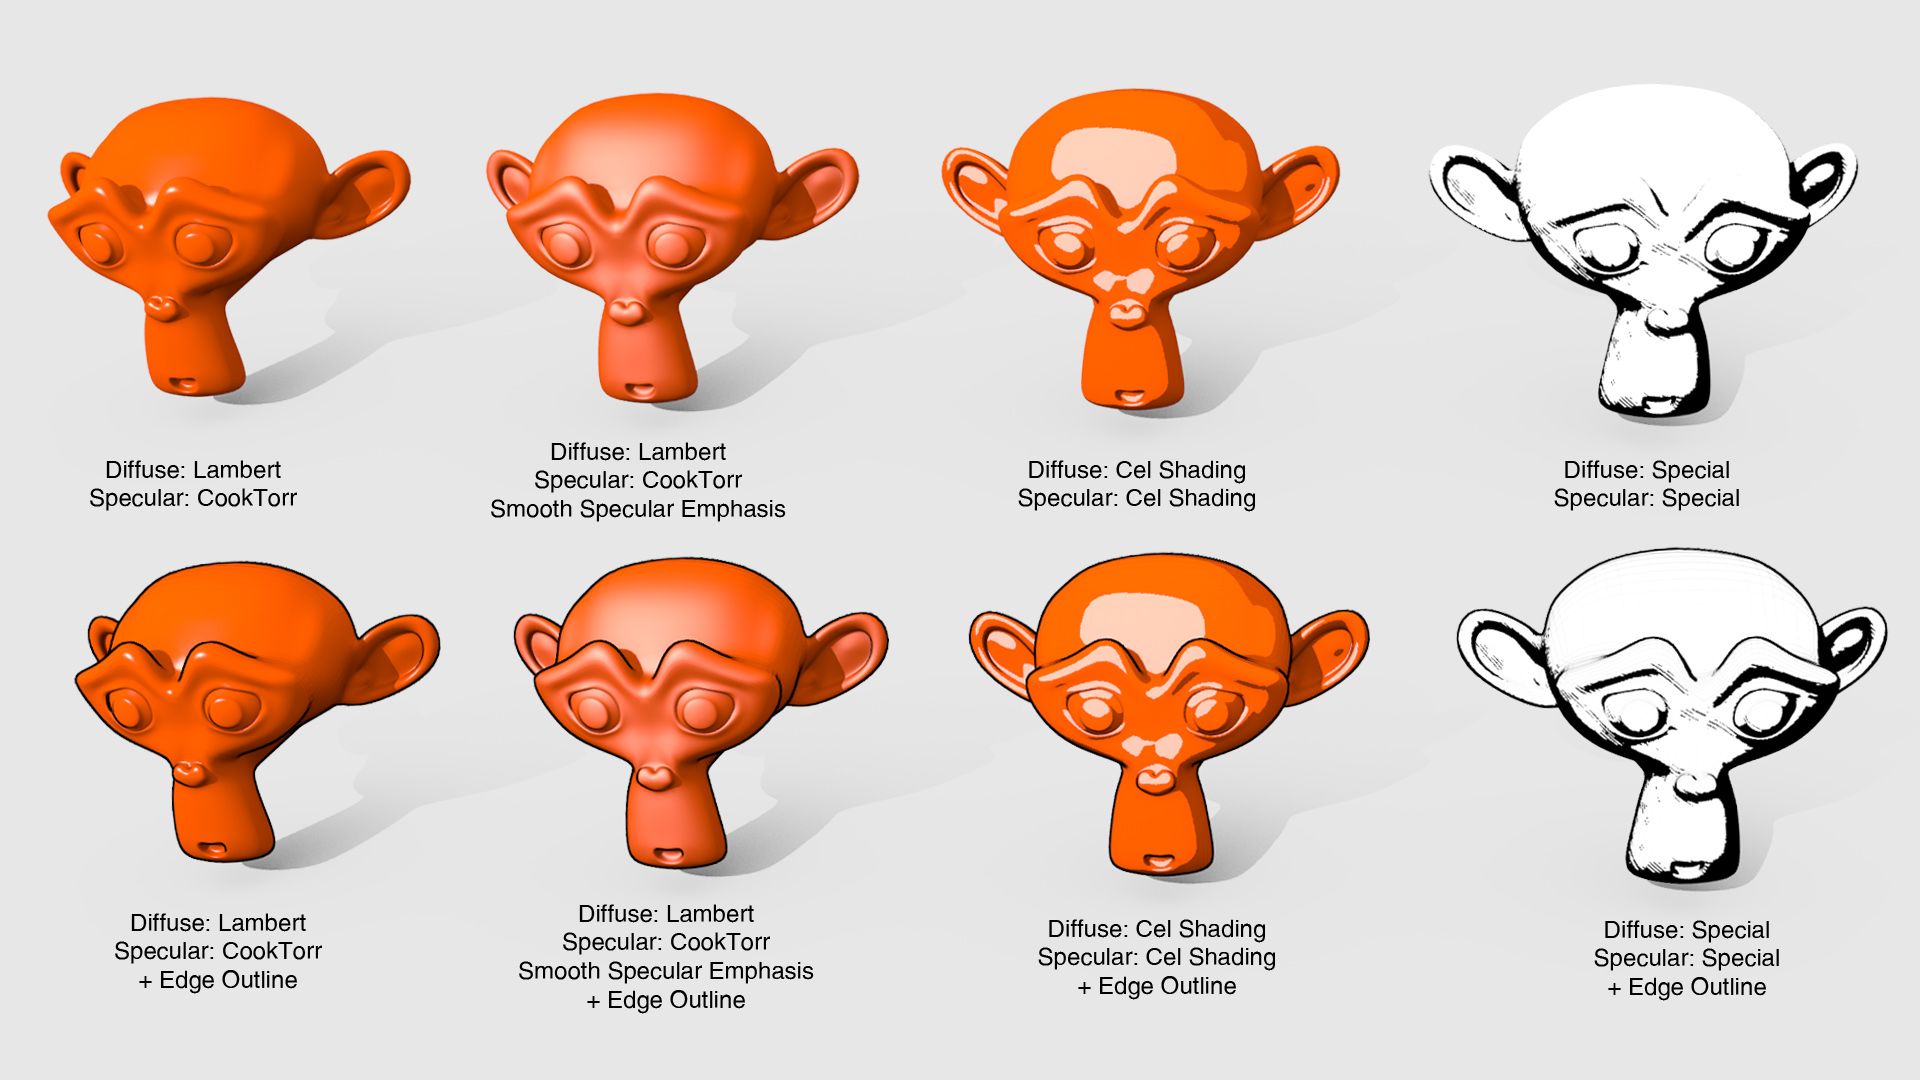 Diffuse: Lambert
Specular: CookTorr
Diffuse: Lambert
Specular: CookTorr
Smooth Specular Emphasis
Diffuse: Cel Shading
Specular: Cel Shading
Diffuse: Special
Specular: Special
Diffuse: Lambert
Specular: CookTorr
+ Edge Outline
Diffuse: Lambert
Specular: CookTorr
Smooth Specular Emphasis
+ Edge Outline
Diffuse: Cel Shading
Specular: Cel Shading
+ Edge Outline
Diffuse: Special
Specular: Special
+ Edge Outline